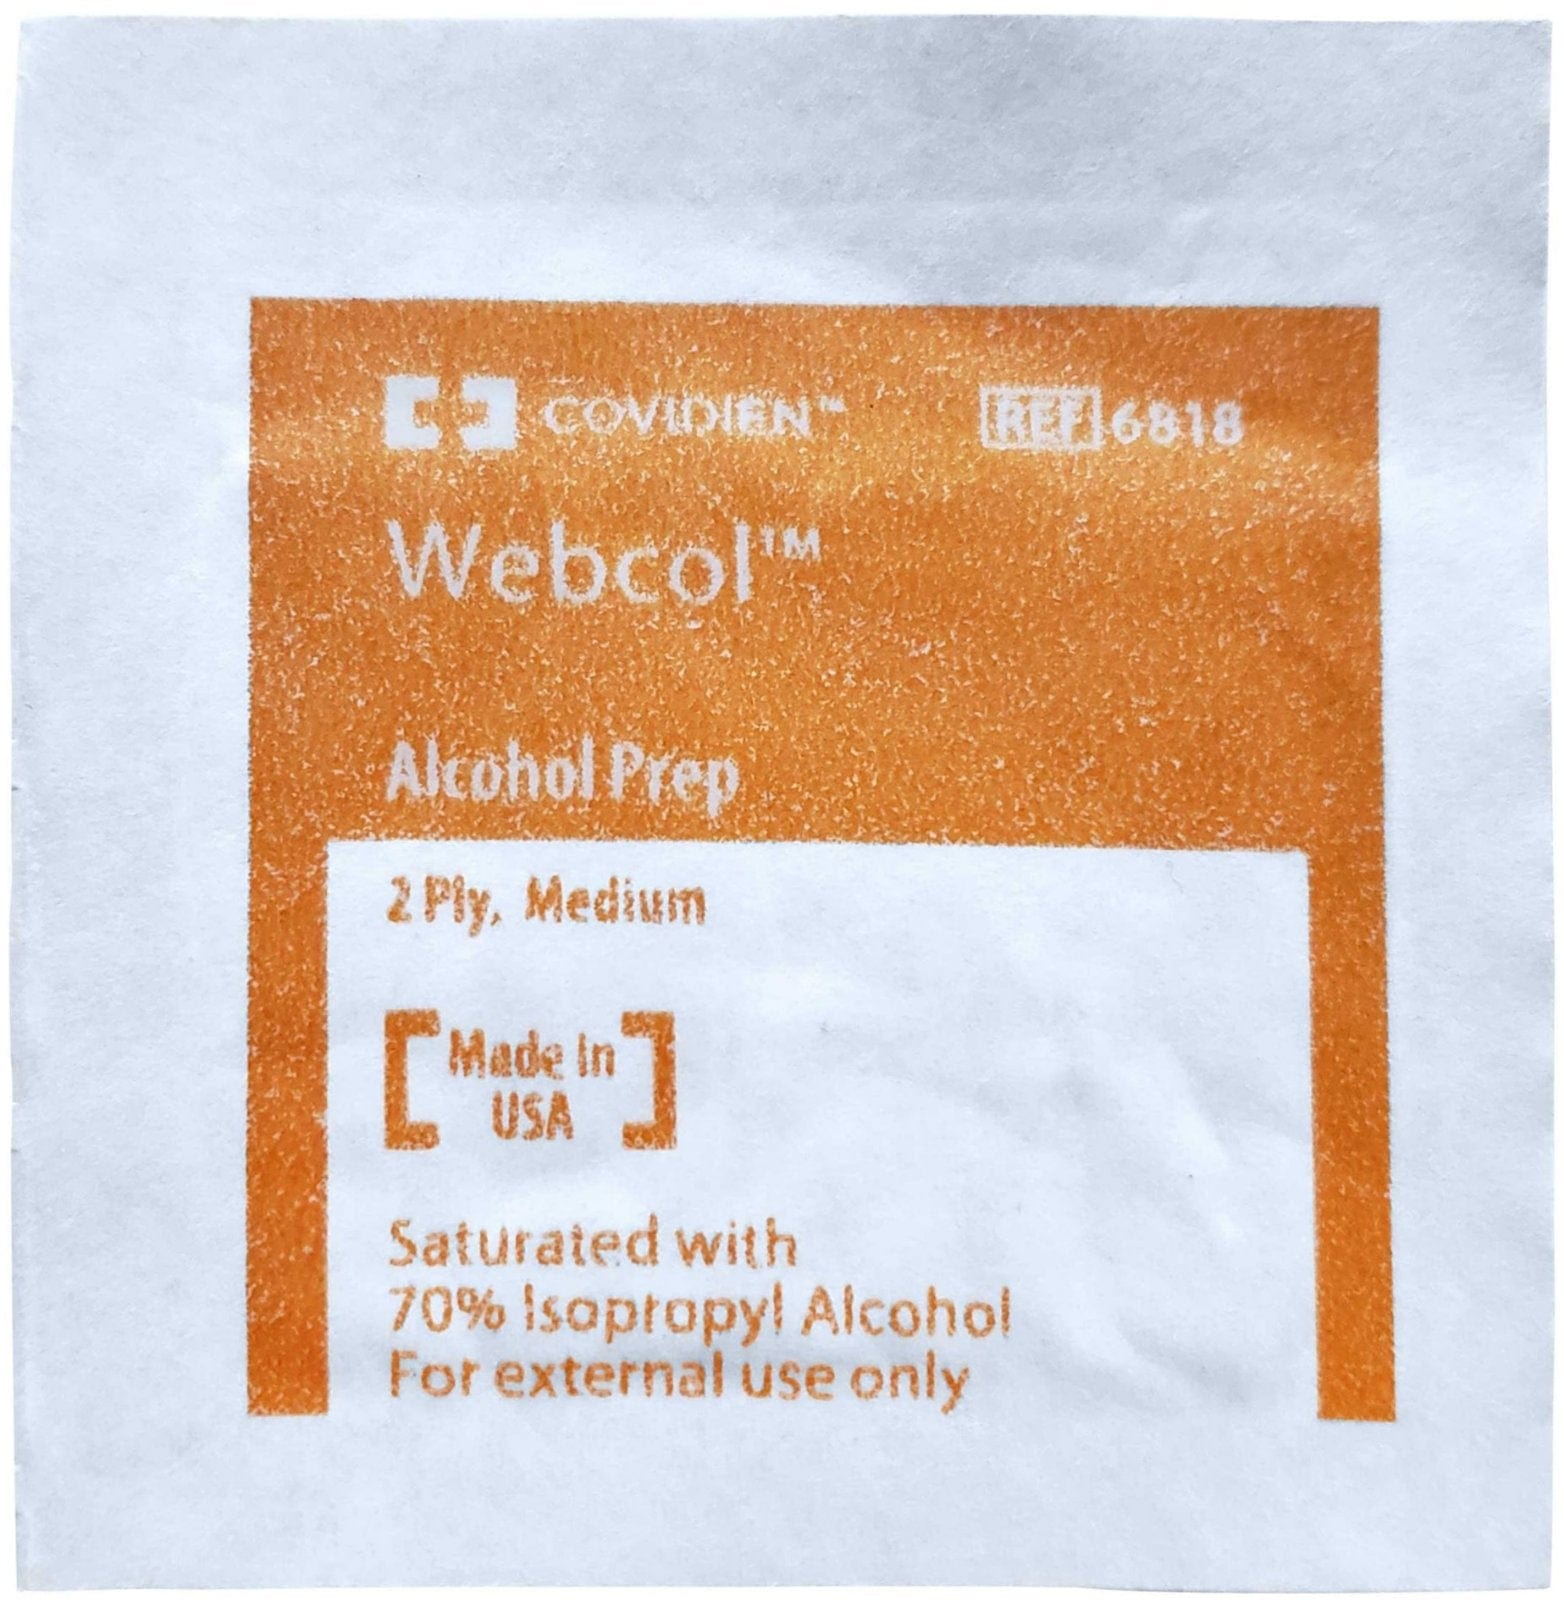 COVIDIEN™ REF 6818
Webcol™
Alcohol Prep
2 Ply, Medium
Made in
USA
Saturated with
70% Isopropyl Alcohol
For external use only